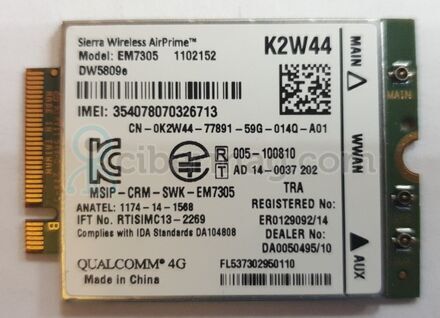 Sierra Wireless AirPrime™
Model: EM7305 1102152
DW5809e
K2W44
IMEI: 354078070326713
CN-0K2W44-77891-59G-014Q-A01
R 005-100810
T AD 14-0037 202
MSIP-CRM-SWK-EM7305
ANATEL: 1174-14-1568
IFT No. RTISIMC13-2269
Complies with IDA Standards DA104808
TRA
REGISTERED No:
ER0129092/14
DEALER No:
DA0050495/10
QUALCOMM® 4G
Made in China
FL537302950110
MAIN
WWAN
AUX
MAIN
B